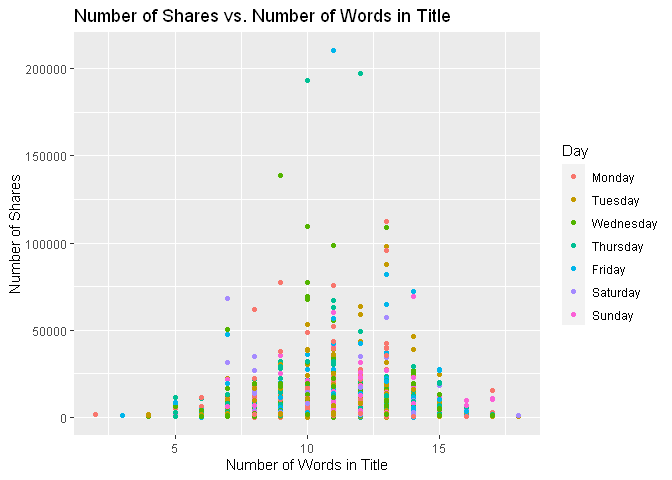 Number of Shares vs. Number of Words in Title
200000
150000
100000
50000
0
Number of Shares
5
10
15
Number of Words in Title
Day
Monday
Tuesday
Wednesday
Thursday
Friday
Saturday
Sunday